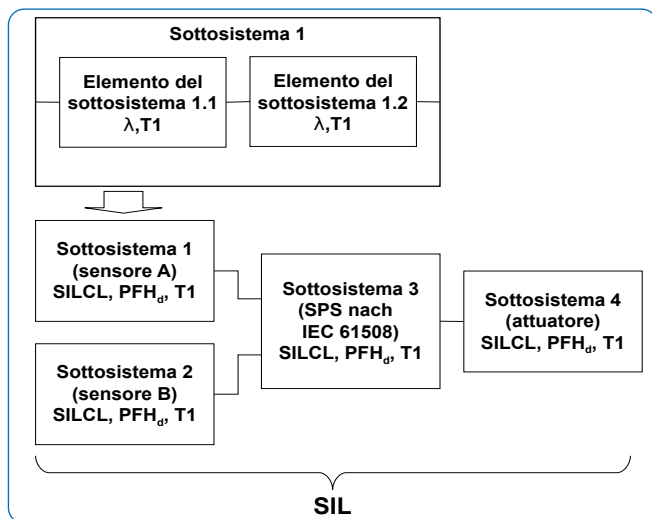 Sottosistema 1
Elemento del
sottosistema 1.1
λ,T1
Elemento del
sottosistema 1.2
λ,T1
Sottosistema 1
(sensore A)
SILCL, PFHd, T1
Sottosistema 2
(sensore B)
SILCL, PFHd, T1
Sottosistema 3
(SPS nach
IEC 61508)
SILCL, PFHd, T1
Sottosistema 4
(attuatore)
SILCL, PFHd, T1
SIL